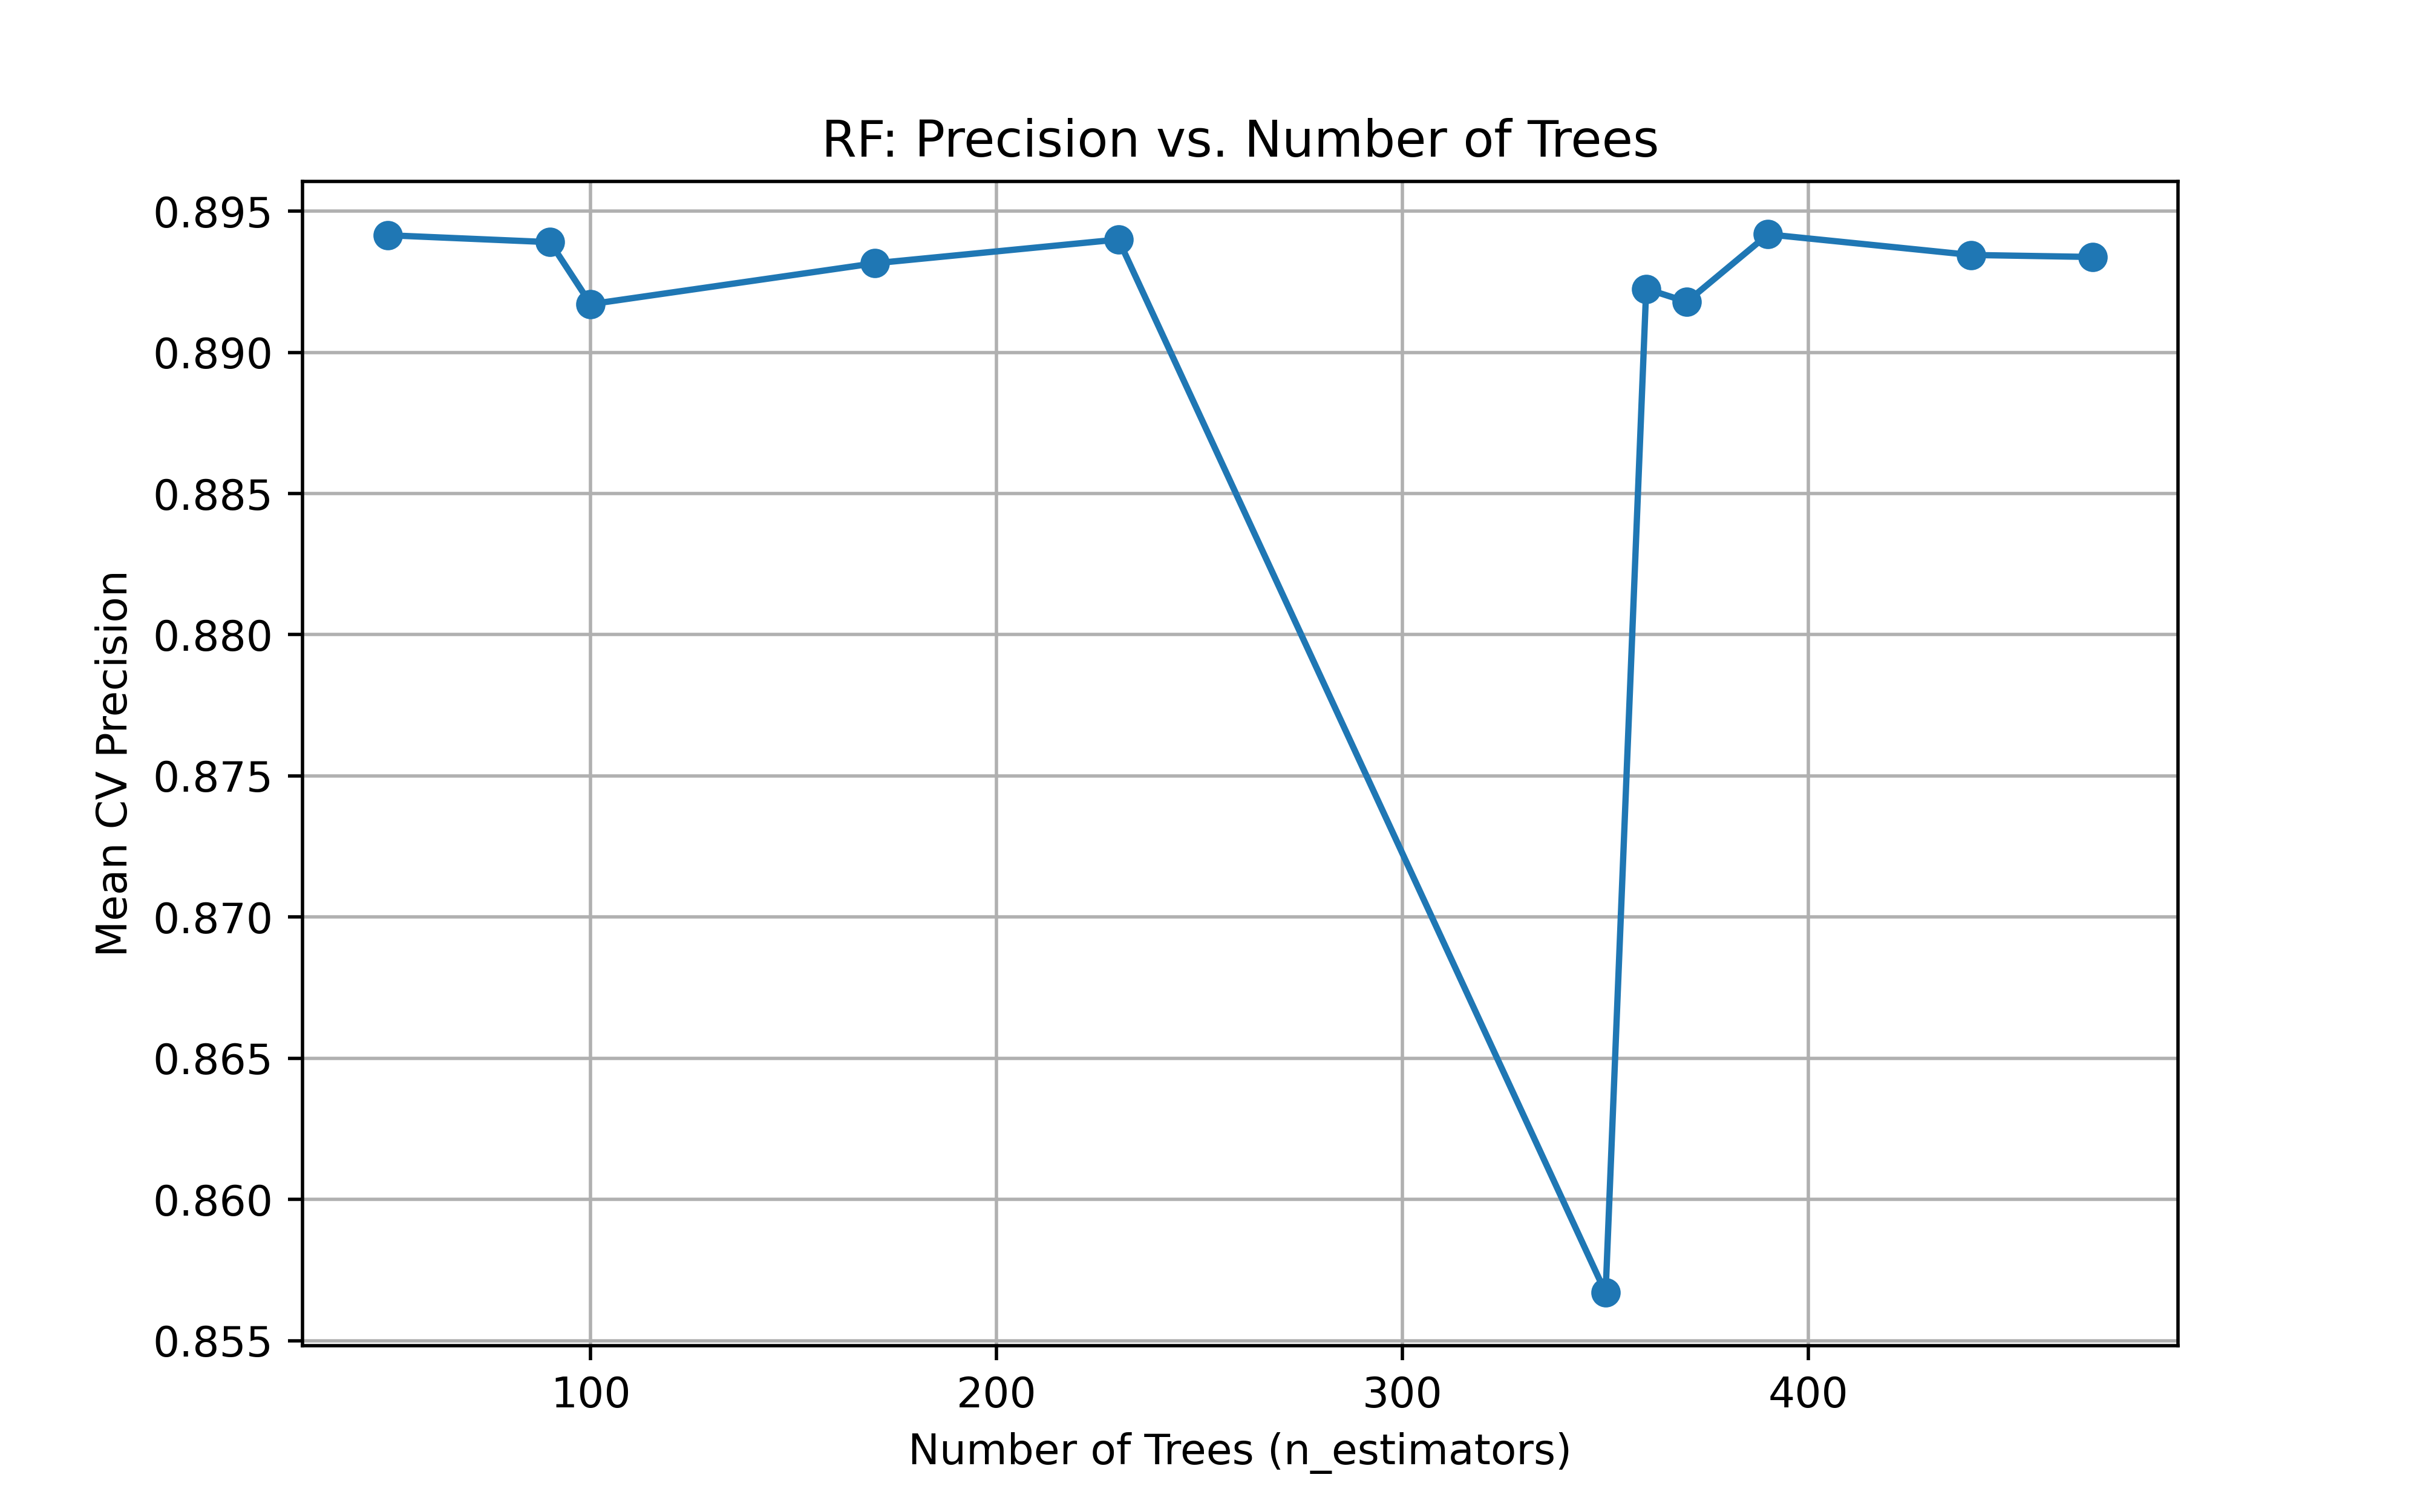 RF: Precision vs. Number of Trees
Mean CV Precision
0.895
0.890
0.885
0.880
0.875
0.870
0.865
0.860
0.855
100 200 300 400
Number of Trees (n_estimators)